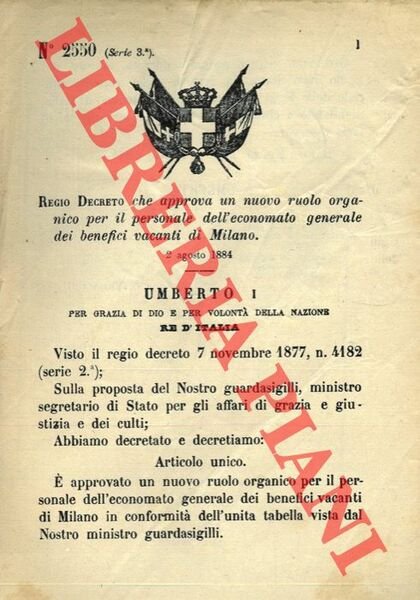 N° 2550 (Serie 3.ª).
1
REGIO DECRETO che approva un nuovo ruolo orga-
nico per il personale dell'economato generale
dei benefici vacanti di Milano.
2 agosto 1884
UMBERTO I
PER GRAZIA DI DIO E PER VOLONTÀ DELLA NAZIONE
RE D'ITALIA
Visto il regio decreto 7 novembre 1877, n. 4182
(serie 2.ª);
Sulla proposta del Nostro guardasigilli, ministro
segretario di Stato per gli affari di grazia e giu-
stizia e dei culti;
Abbiamo decretato e decretiamo:
Articolo unico.
È approvato un nuovo ruolo organico per il per-
sonale dell'economato generale dei benefici vacanti
di Milano in conformità dell'unita tabella vista dal
Nostro ministro guardasigilli.
LIBRERIA PIANI